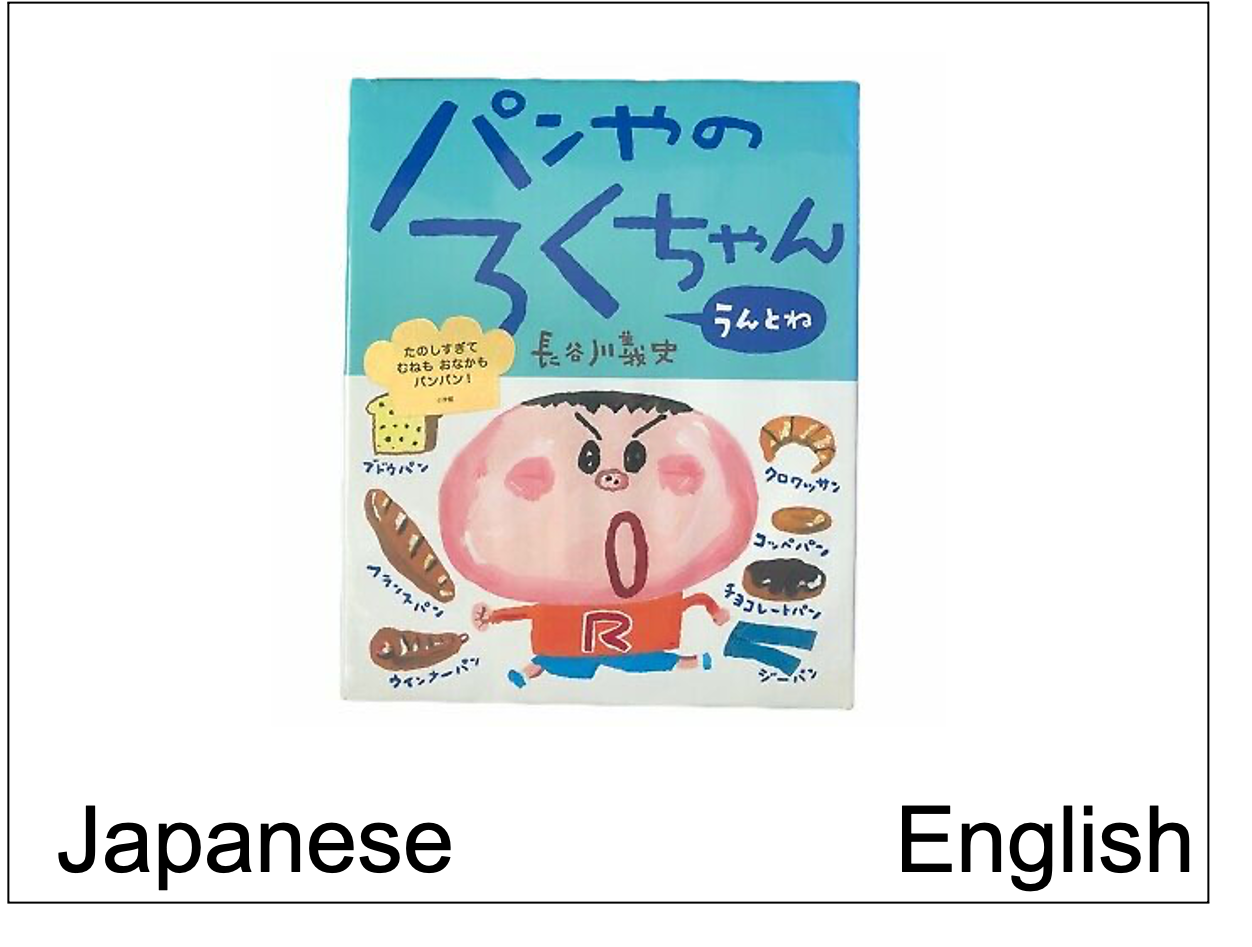 パンやの
ろくちゃん
うんとね
長谷川義史
たのしすぎて
むねも おなかも
パンパン！
小学館
ブドウパン
フランスパン
ウインナーパン
クロワッサン
コッペパン
チョコレートパン
ジーパン
R
Japanese
English